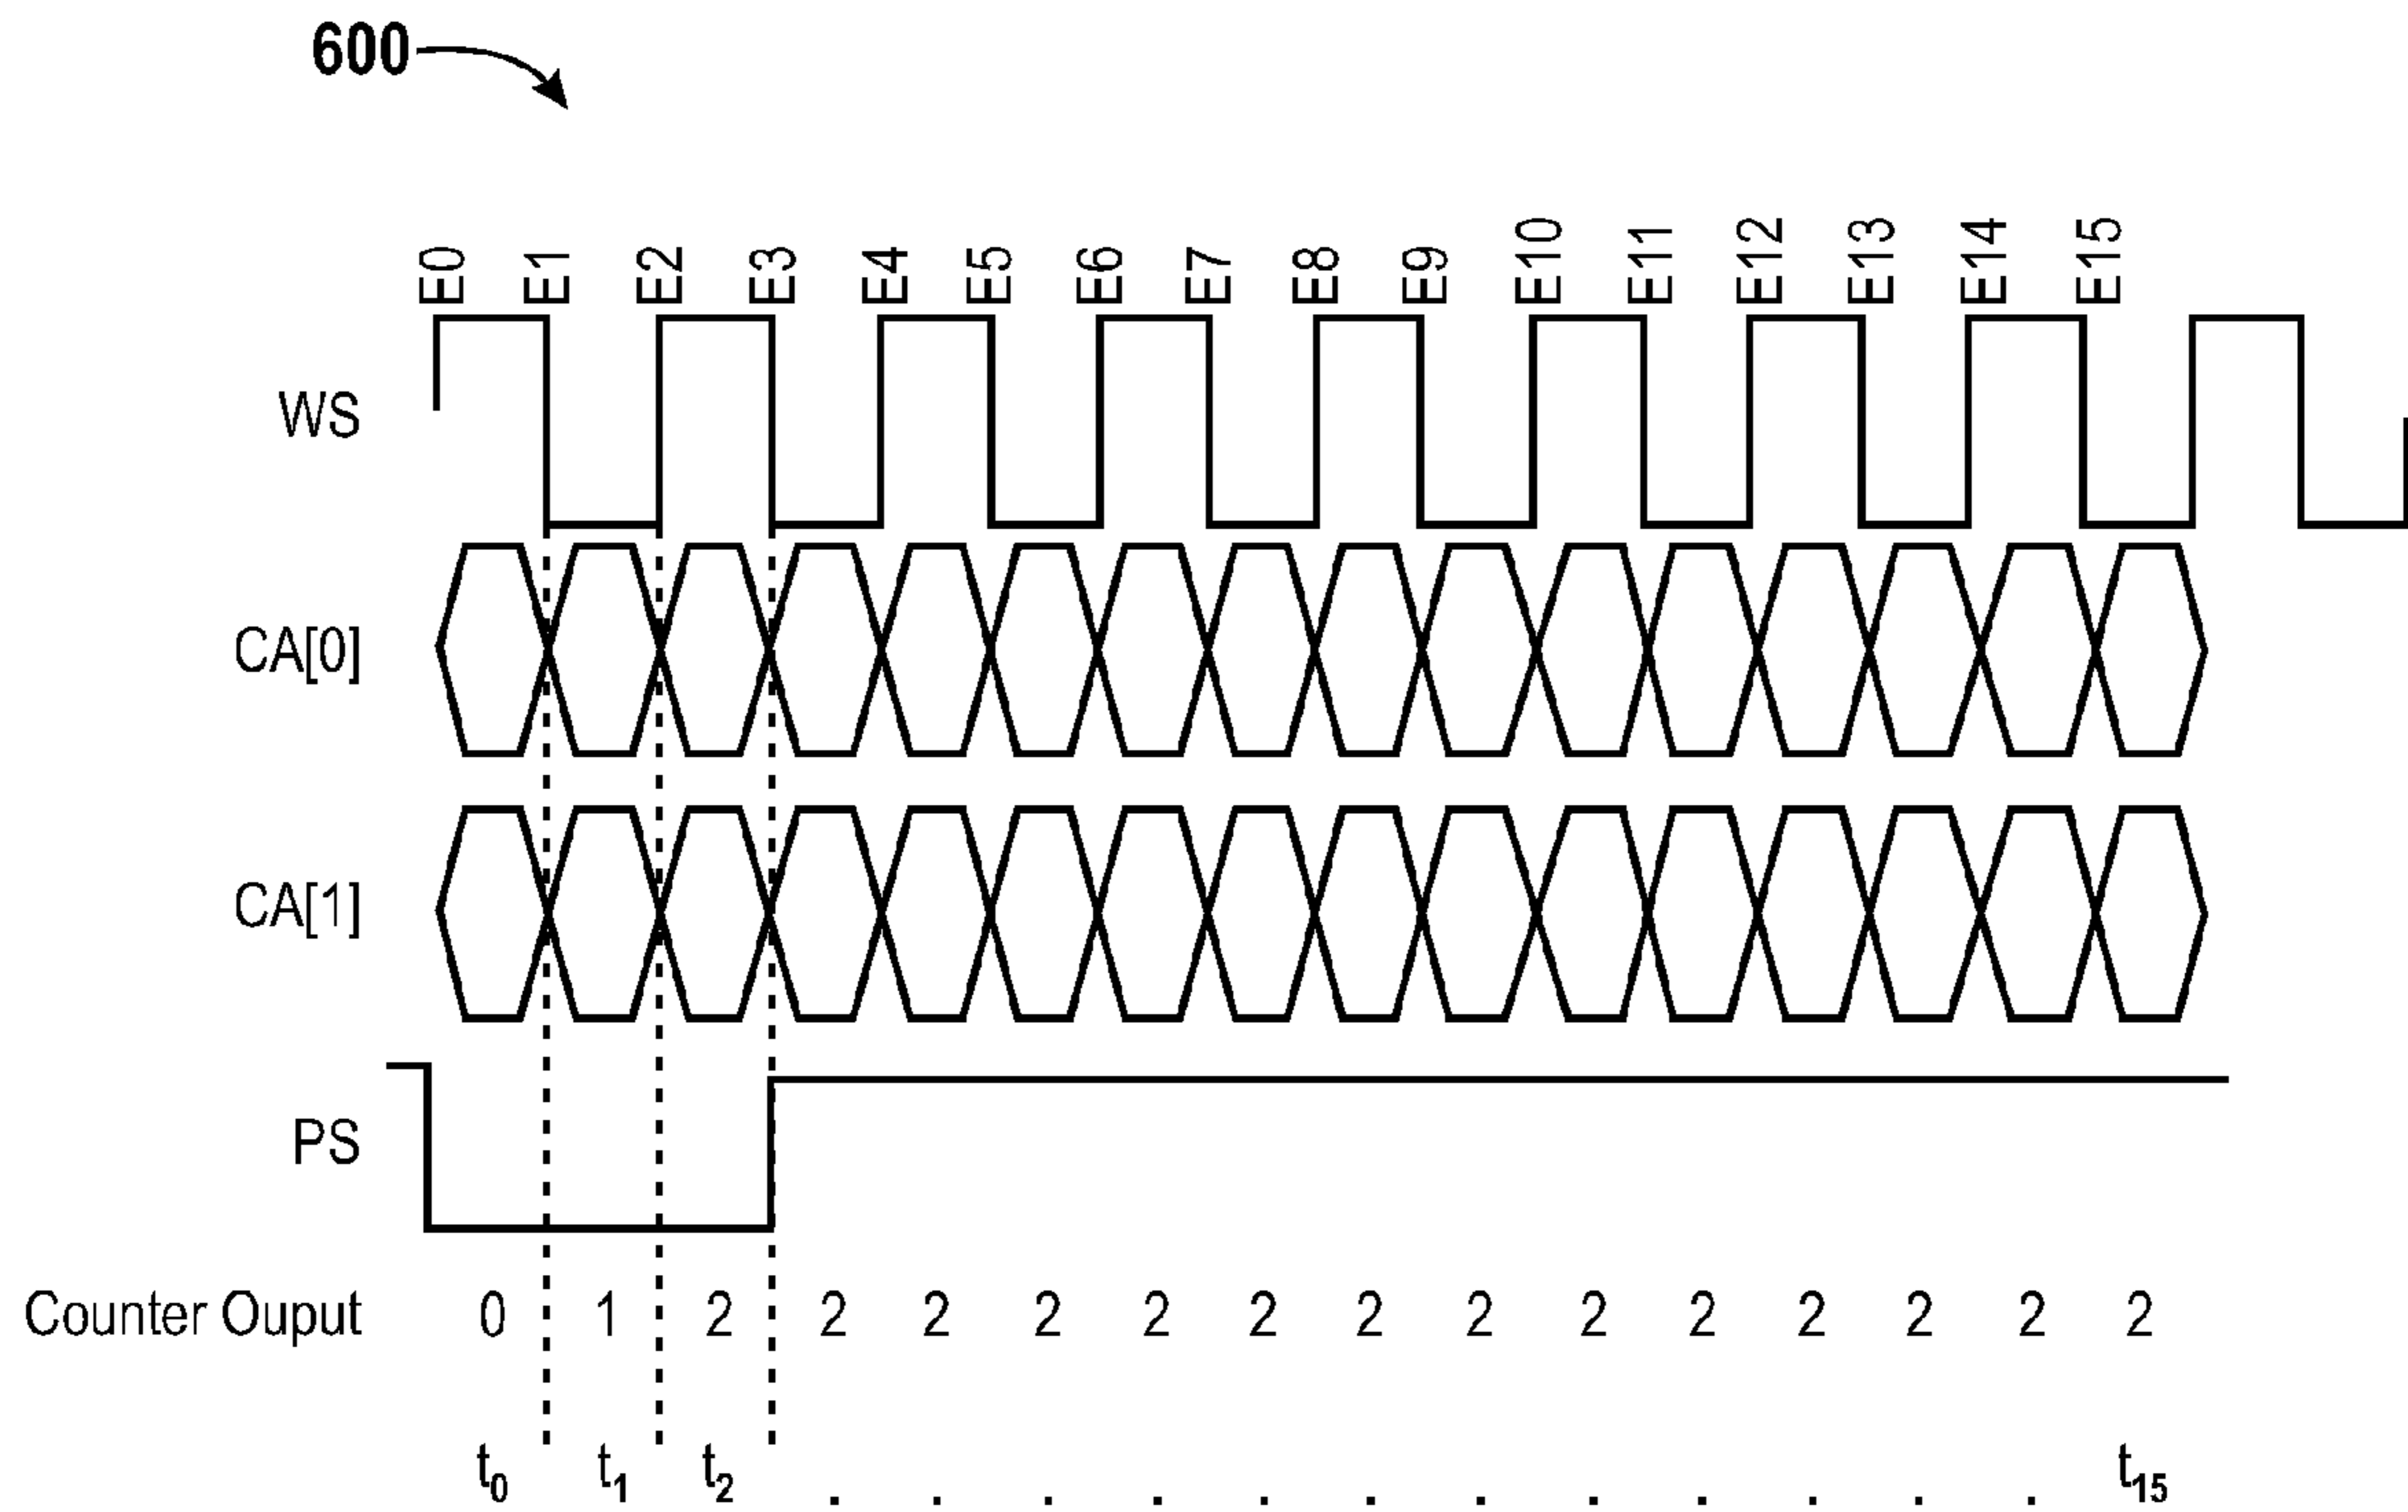 600
E0 E1 E2 E3 E4 E5 E6 E7 E8 E9 E10 E11 E12 E13 E14 E15
WS
CA[0]
CA[1]
PS
Counter Ouput 0 1 2 2 2 2 2 2 2 2 2 2 2 2 2 2
t0 t1 t2 . . . . . . . . . . . . t15